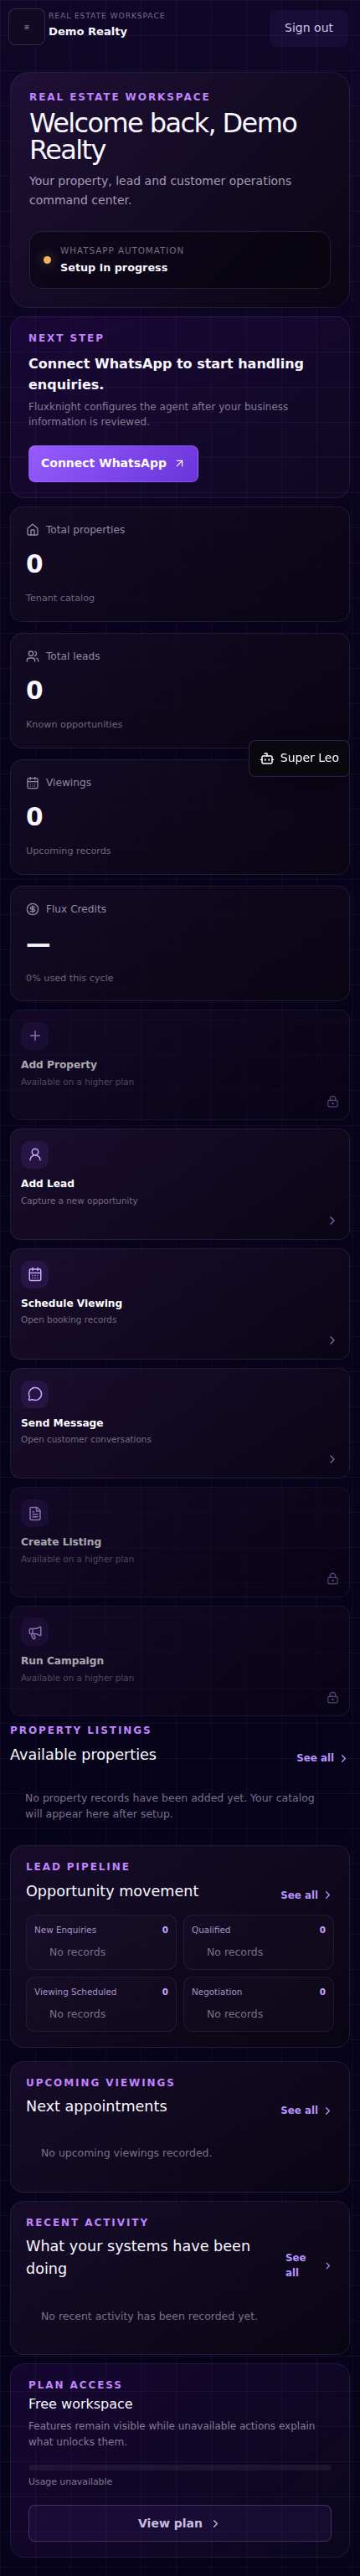 REAL ESTATE WORKSPACE
Demo Realty
Sign out
REAL ESTATE WORKSPACE
Welcome back, Demo
Realty
Your property, lead and customer operations
command center.
WHATSAPP AUTOMATION
Setup In progress
NEXT STEP
Connect WhatsApp to start handling
enquiries.
Fluxknight configures the agent after your business
information is reviewed.
Connect WhatsApp
Total properties
0
Tenant catalog
Total leads
0
Known opportunities
Super Leo
Viewings
0
Upcoming records
Flux Credits
—
0% used this cycle
Add Property
Available on a higher plan
Add Lead
Capture a new opportunity
Schedule Viewing
Open booking records
Send Message
Open customer conversations
Create Listing
Available on a higher plan
Run Campaign
Available on a higher plan
PROPERTY LISTINGS
Available properties
See all
No property records have been added yet. Your catalog
will appear here after setup.
LEAD PIPELINE
Opportunity movement
See all
New Enquiries 0
No records
Qualified 0
No records
Viewing Scheduled 0
No records
Negotiation 0
No records
UPCOMING VIEWINGS
Next appointments
See all
No upcoming viewings recorded.
RECENT ACTIVITY
What your systems have been
doing
See
all
No recent activity has been recorded yet.
PLAN ACCESS
Free workspace
Features remain visible while unavailable actions explain
what unlocks them.
Usage unavailable
View plan